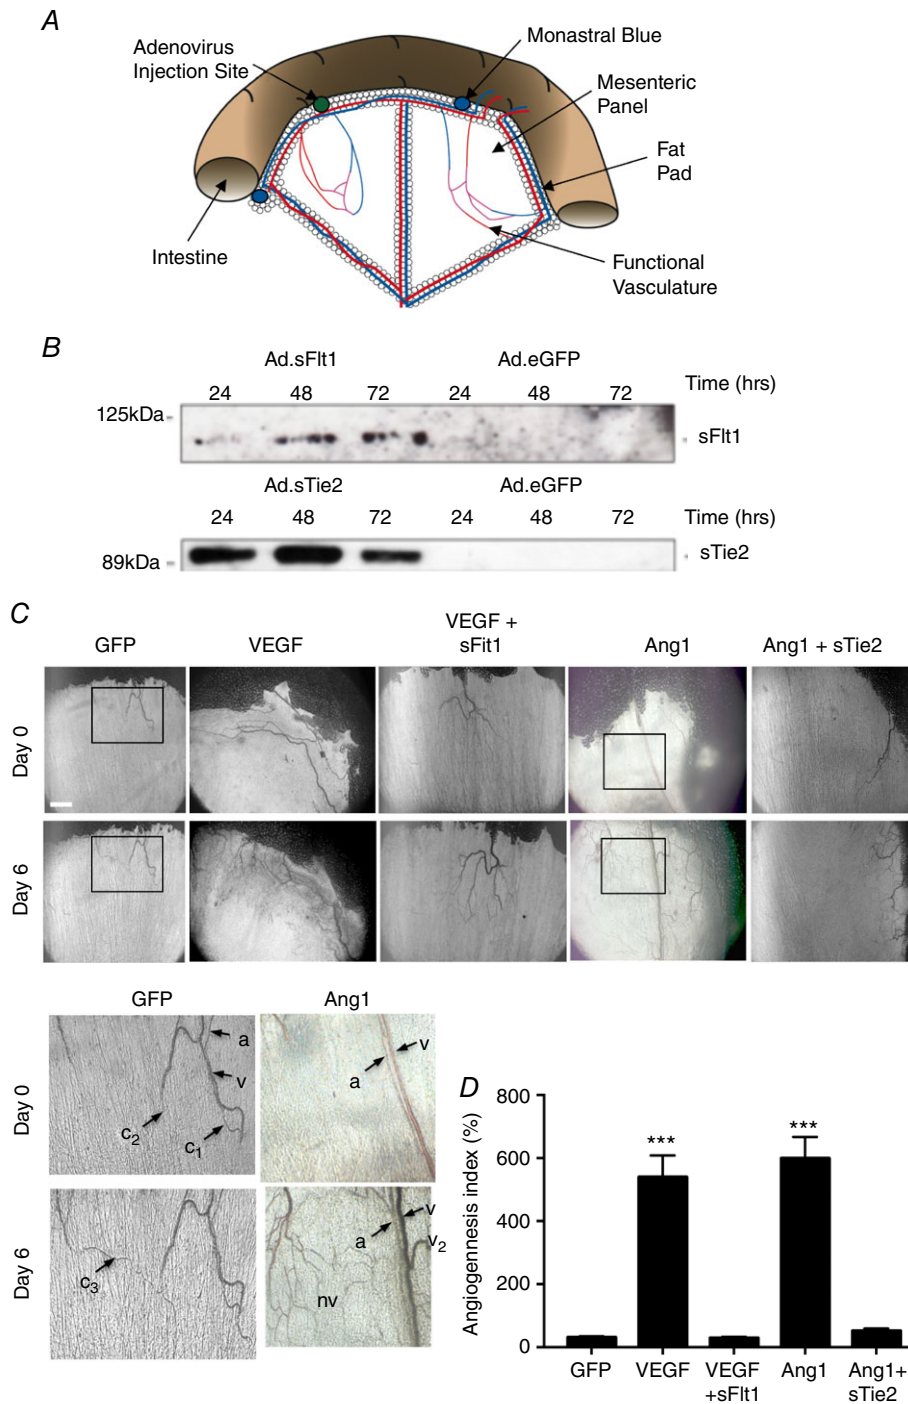 A
Adenovirus
Injection Site
Monastral Blue
Mesenteric
Panel
Fat
Pad
Intestine
Functional
Vasculature
B
Ad.sFlt1 Ad.eGFP
24 48 72 24 48 72 Time (hrs)
125kDa
sFlt1
Ad.sTie2 Ad.eGFP
24 48 72 24 48 72 Time (hrs)
89kDa
sTie2
C
GFP VEGF VEGF +
sFit1 Ang1 Ang1 + sTie2
Day 0
Day 6
GFP Ang1
Day 0
a
v
c2
c1
a
v
Day 6
c3
a
v
v2
nv
D
Angiogennesis index (%)
800
600
400
200
0
*** ***
GFP VEGF VEGF
+sFlt1 Ang1 Ang1+
sTie2